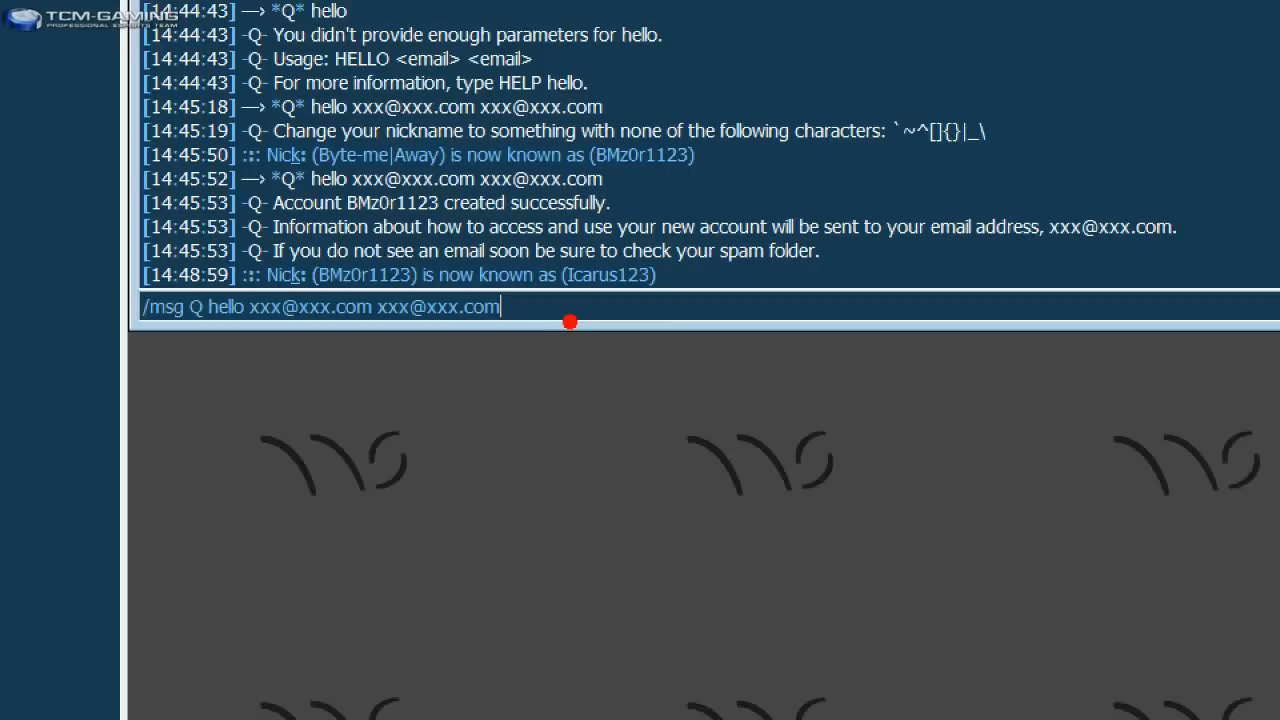 TCM-GAMING
PROFESSIONAL ESPORTS TEAM
[14:44:43] —> *Q* hello
[14:44:43] -Q- You didn't provide enough parameters for hello.
[14:44:43] -Q- Usage: HELLO <email> <email>
[14:44:43] -Q- For more information, type HELP hello.
[14:45:18] —> *Q* hello xxx@xxx.com xxx@xxx.com
[14:45:19] -Q- Change your nickname to something with none of the following characters: `~^[]{}|_\
[14:45:50] ::: Nick: (Byte-me|Away) is now known as (BMz0r1123)
[14:45:52] —> *Q* hello xxx@xxx.com xxx@xxx.com
[14:45:53] -Q- Account BMz0r1123 created successfully.
[14:45:53] -Q- Information about how to access and use your new account will be sent to your email address, xxx@xxx.com.
[14:45:53] -Q- If you do not see an email soon be sure to check your spam folder.
[14:48:59] ::: Nick: (BMz0r1123) is now known as (Icarus123)
/msg Q hello xxx@xxx.com xxx@xxx.com